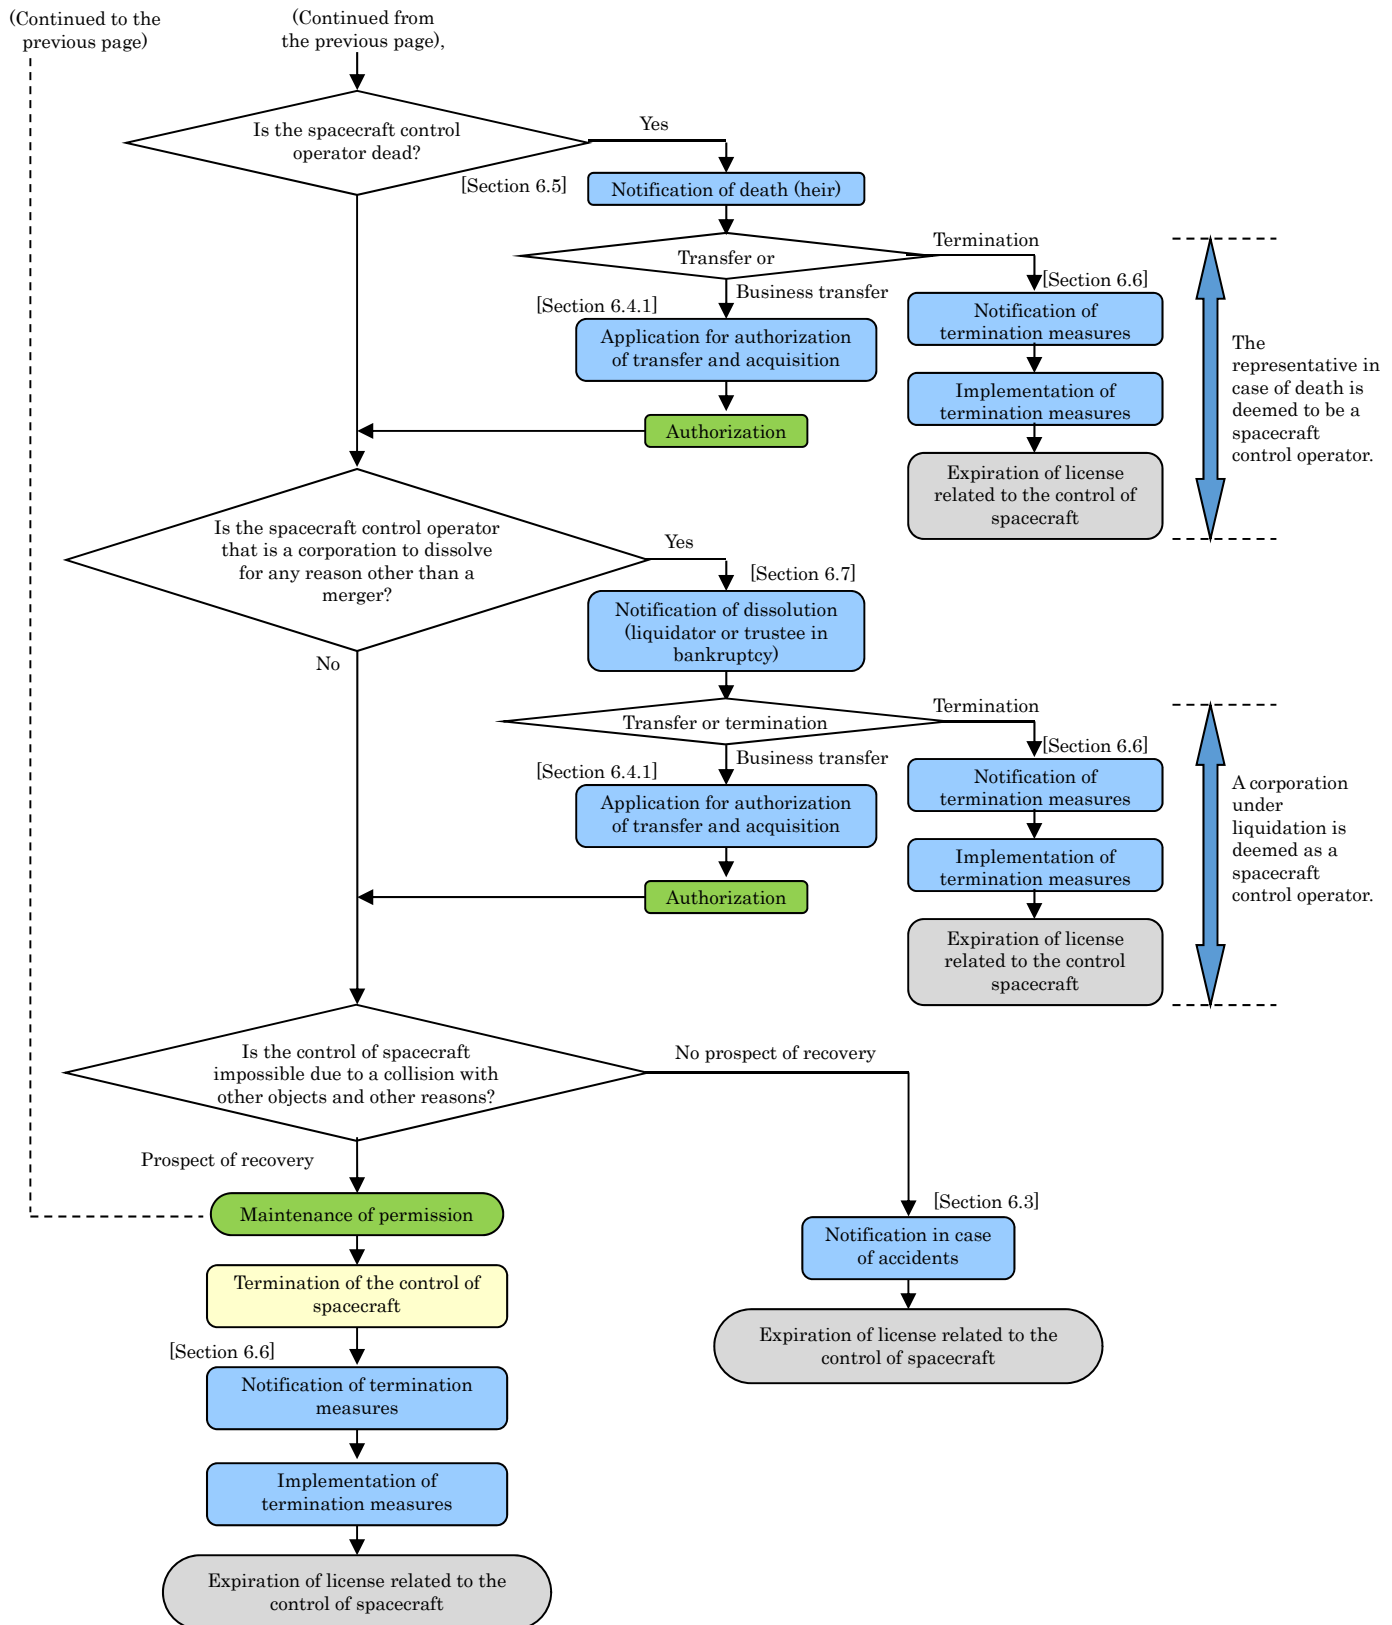 (Continued to the
previous page)
(Continued from
the previous page),
Is the spacecraft control
operator dead?
Yes
[Section 6.5]
Notification of death (heir)
Transfer or
Termination
[Section 6.6]
Business transfer
[Section 6.4.1]
Application for authorization
of transfer and acquisition
Authorization
Notification of
termination measures
Implementation of
termination measures
Expiration of license
related to the control of
spacecraft
The
representative in
case of death is
deemed to be a
spacecraft
control operator.
Is the spacecraft control operator
that is a corporation to dissolve
for any reason other than a
merger?
Yes
No
[Section 6.7]
Notification of dissolution
(liquidator or trustee in
bankruptcy)
Transfer or termination
Termination
[Section 6.6]
Business transfer
[Section 6.4.1]
Application for authorization
of transfer and acquisition
Authorization
Notification of
termination measures
Implementation of
termination measures
Expiration of license
related to the control
spacecraft
A corporation
under
liquidation is
deemed as a
spacecraft
control operator.
Is the control of spacecraft
impossible due to a collision with
other objects and other reasons?
No prospect of recovery
Prospect of recovery
Maintenance of permission
Termination of the control of
spacecraft
[Section 6.6]
Notification of termination
measures
Implementation of
termination measures
Expiration of license related to the
control of spacecraft
[Section 6.3]
Notification in case
of accidents
Expiration of license related to the
control of spacecraft